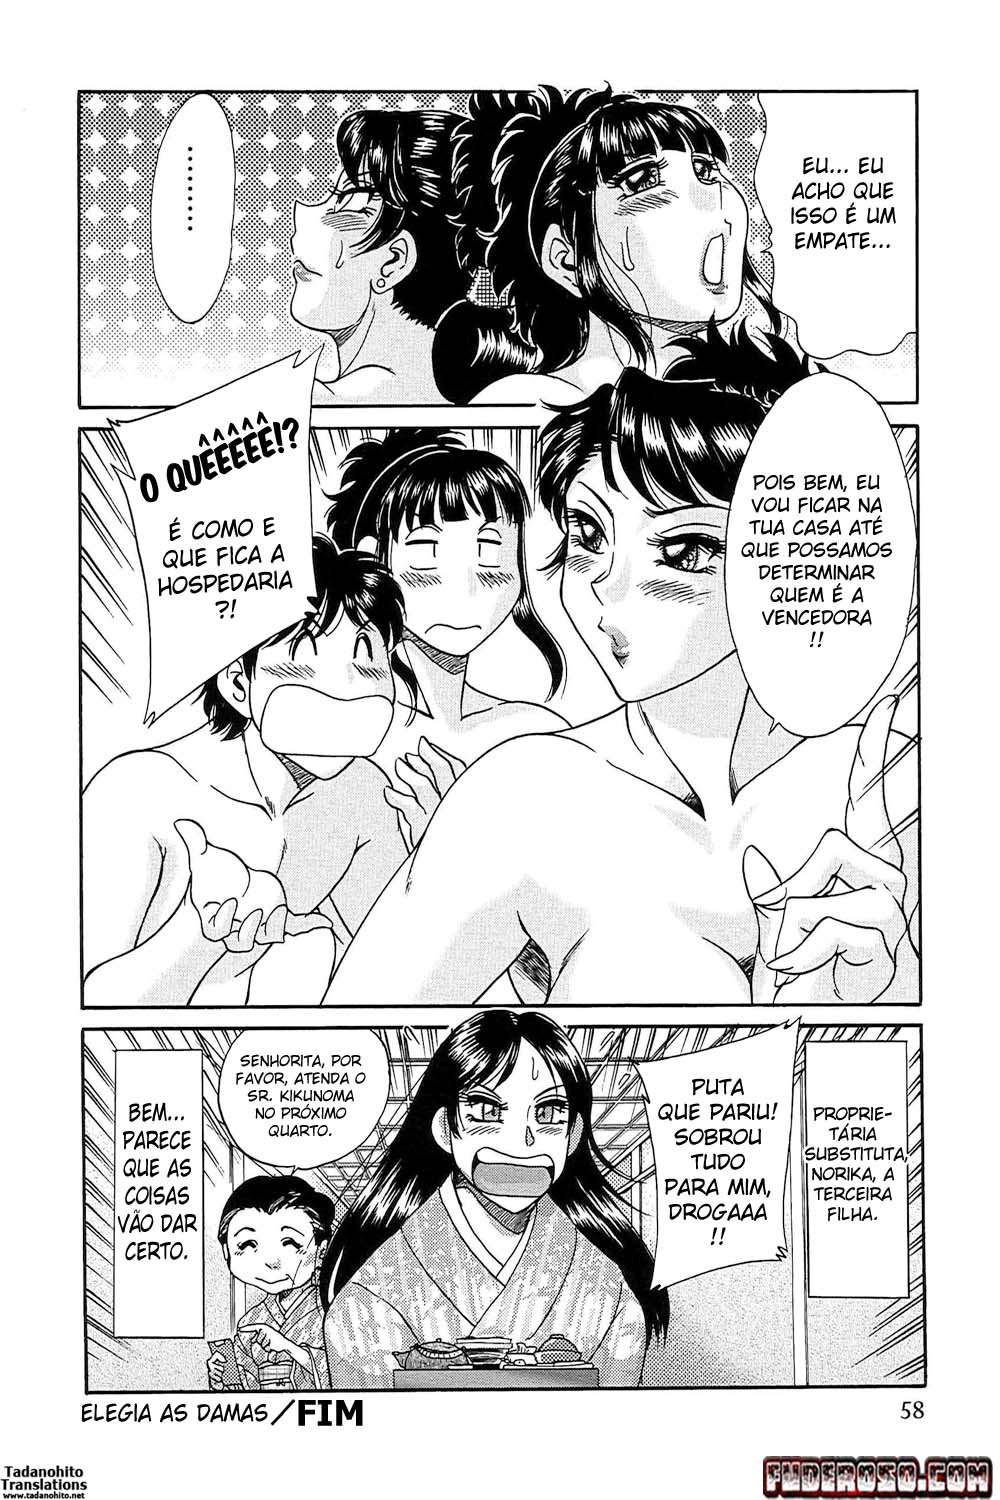 EU... EU
ACHO QUE
ISSO É UM
EMPATE...
.........
POIS BEM, EU
VOU FICAR NA
TUA CASA ATÉ
QUE POSSAMOS
DETERMINAR
QUEM É A
VENCEDORA
!!
O QUÊÊÊÊÊ!?
É COMO E
QUE FICA A
HOSPEDARIA
?!
PROPRIE-
TÁRIA
SUBSTITUTA,
NORIKA, A
TERCEIRA
FILHA.
PUTA
QUE PARIU!
SOBROU
TUDO
PARA MIM,
DROGAAA
!!
SENHORITA, POR
FAVOR, ATENDA O
SR. KIKUNOMA
NO PRÓXIMO
QUARTO.
BEM...
PARECE
QUE AS
COISAS
VÃO DAR
CERTO.
ELEGIA AS DAMAS/FIM
58
Tadanohito
Translations
www.tadanohito.net
FUDEROSO.COM